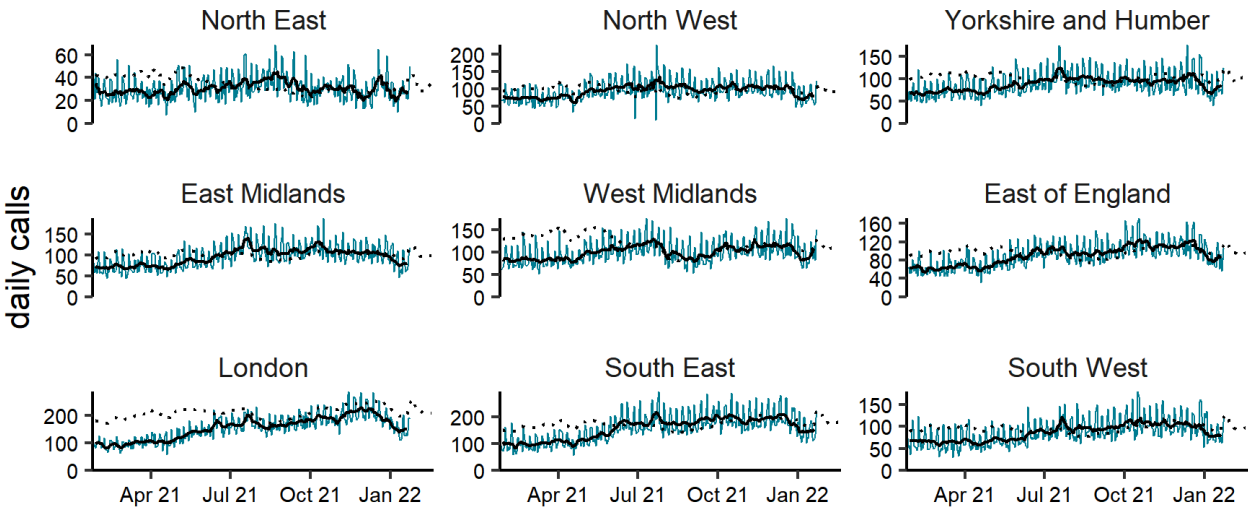 North East
North West
Yorkshire and Humber
60
40
20
0
200
150
100
50
0
150
100
50
0
daily calls
East Midlands
West Midlands
East of England
150
100
50
0
150
100
50
0
160
120
80
40
0
London
South East
South West
200
100
0
200
100
0
150
100
50
0
Apr 21 Jul 21 Oct 21 Jan 22
Apr 21 Jul 21 Oct 21 Jan 22
Apr 21 Jul 21 Oct 21 Jan 22